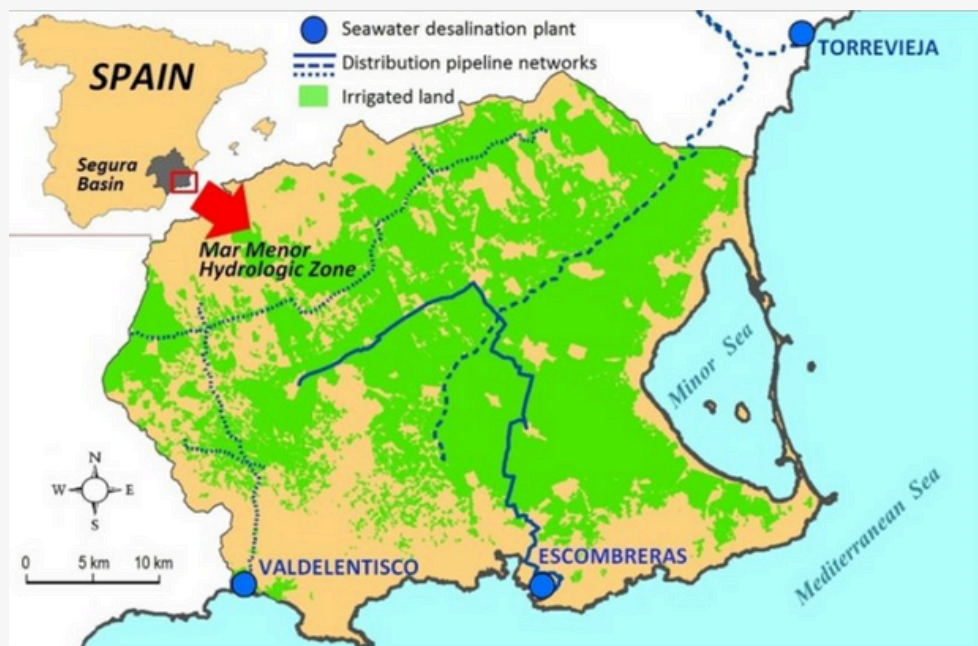 Seawater desalination plant
Distribution pipeline networks
Irrigated land
SPAIN
Segura
Basin
Mar Menor
Hydrologic Zone
TORREVIEJA
Minor Sea
Mediterranean Sea
N
W
E
S
0
5 km
10 km
VALDELENTISCO
ESCOMBRERAS